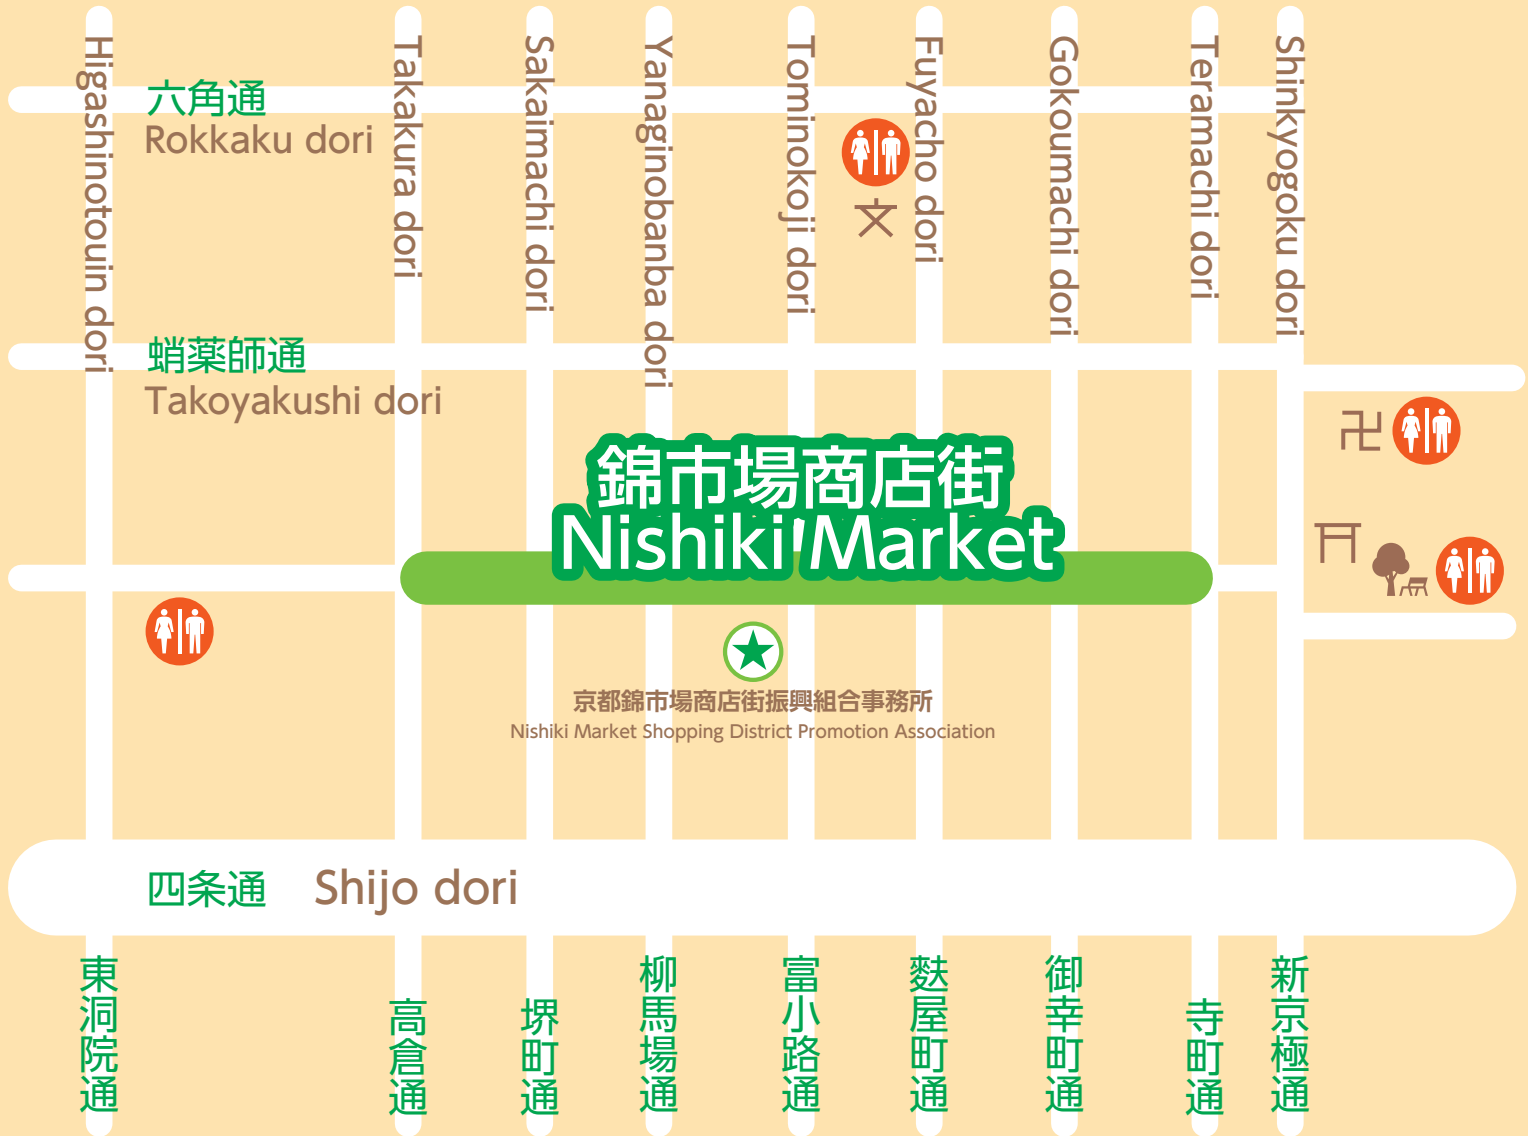 Higashinotouin dori
Takakura dori
Sakaimachi dori
Yanaginobanba dori
Tominokoji dori
Fuyacho dori
Gokoumachi dori
Teramachi dori
Shinkyogoku dori
六角通
Rokkaku dori
文
蛸薬師通
Takoyakushi dori
卍
錦市場商店街
Nishiki Market
京都錦市場商店街振興組合事務所
Nishiki Market Shopping District Promotion Association
四条通 Shijo dori
東洞院通
高倉通
堺町通
柳馬場通
富小路通
麩屋町通
御幸町通
寺町通
新京極通